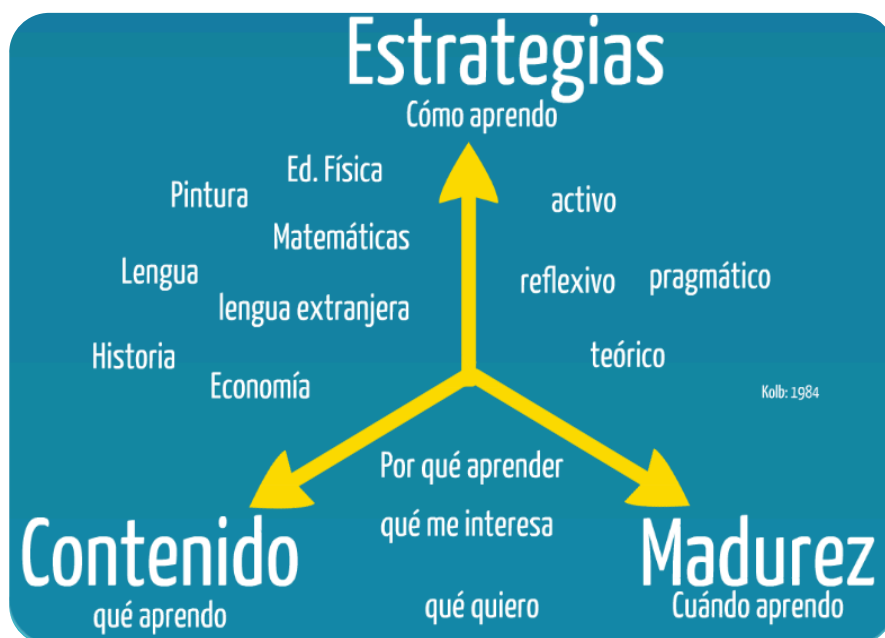 Estrategias
Cómo aprendo
Ed. Física
Pintura
activo
Matemáticas
Lengua
reflexivo
pragmático
lengua extranjera
Historia
teórico
Economía
Kolb: 1984
Por qué aprender
qué me interesa
Contenido
Madurez
qué aprendo
qué quiero
Cuándo aprendo